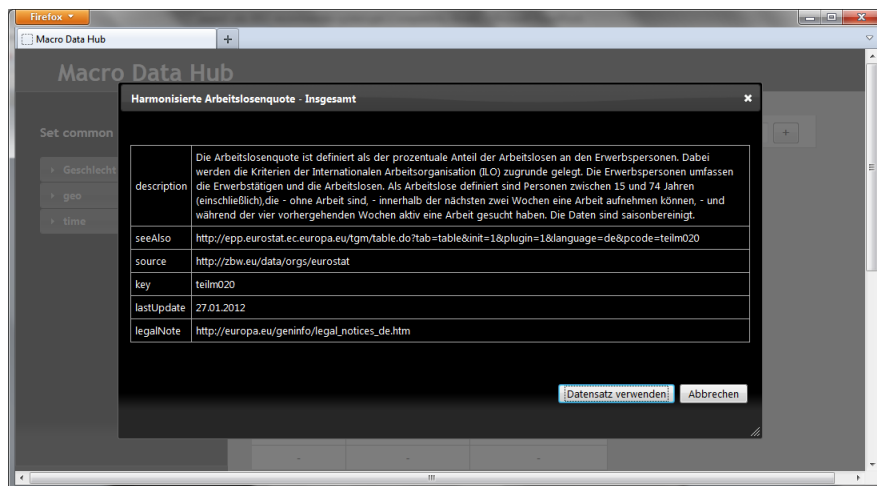 Firefox
Macro Data Hub
+
Macro Data Hub
Harmonisierte Arbeitslosenquote - Insgesamt
Set common
+
Geschlecht
geo
time
description
Die Arbeitslosenquote ist definiert als der prozentuale Anteil der Arbeitslosen an den Erwerbspersonen. Dabei
werden die Kriterien der Internationalen Arbeitsorganisation (ILO) zugrunde gelegt. Die Erwerbspersonen umfassen
die Erwerbstätigen und die Arbeitslosen. Als Arbeitslose definiert sind Personen zwischen 15 und 74 Jahren
(einschließlich),die - ohne Arbeit sind, - innerhalb der nächsten zwei Wochen eine Arbeit aufnehmen können, - und
während der vier vorhergehenden Wochen aktiv eine Arbeit gesucht haben. Die Daten sind saisonbereinigt.
seeAlso http://epp.eurostat.ec.europa.eu/tgm/table.do?tab=table&init=1&plugin=1&language=de&pcode=teilm020
source http://zbw.eu/data/orgs/eurostat
key teilm020
lastUpdate 27.01.2012
legalNote http://europa.eu/geninfo/legal_notices_de.htm
Datensatz verwenden Abbrechen
- - -